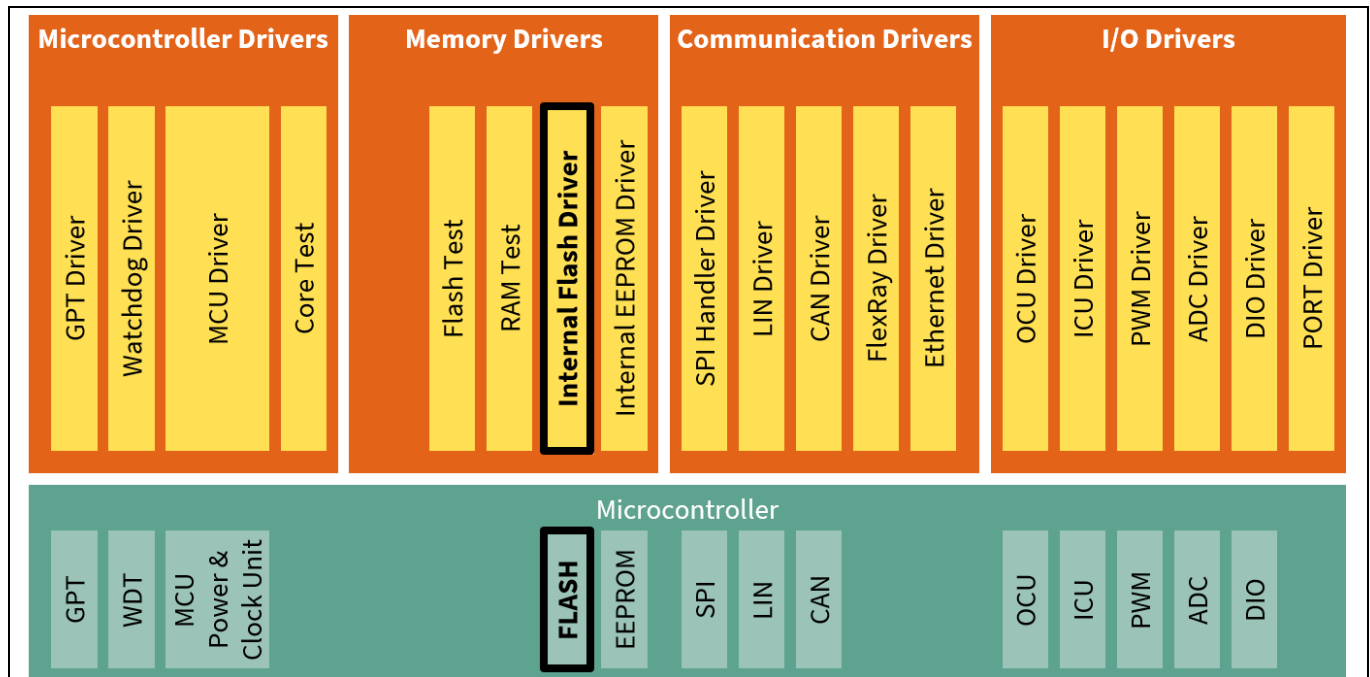 Microcontroller Drivers
Memory Drivers
Communication Drivers
I/O Drivers
GPT Driver
Watchdog Driver
MCU Driver
Core Test
Flash Test
RAM Test
Internal Flash Driver
Internal EEPROM Driver
SPI Handler Driver
LIN Driver
CAN Driver
FlexRay Driver
Ethernet Driver
OCU Driver
ICU Driver
PWM Driver
ADC Driver
DIO Driver
PORT Driver
Microcontroller
GPT
WDT
MCU
Power &
Clock Unit
FLASH
EEPROM
SPI
LIN
CAN
OCU
ICU
PWM
ADC
DIO